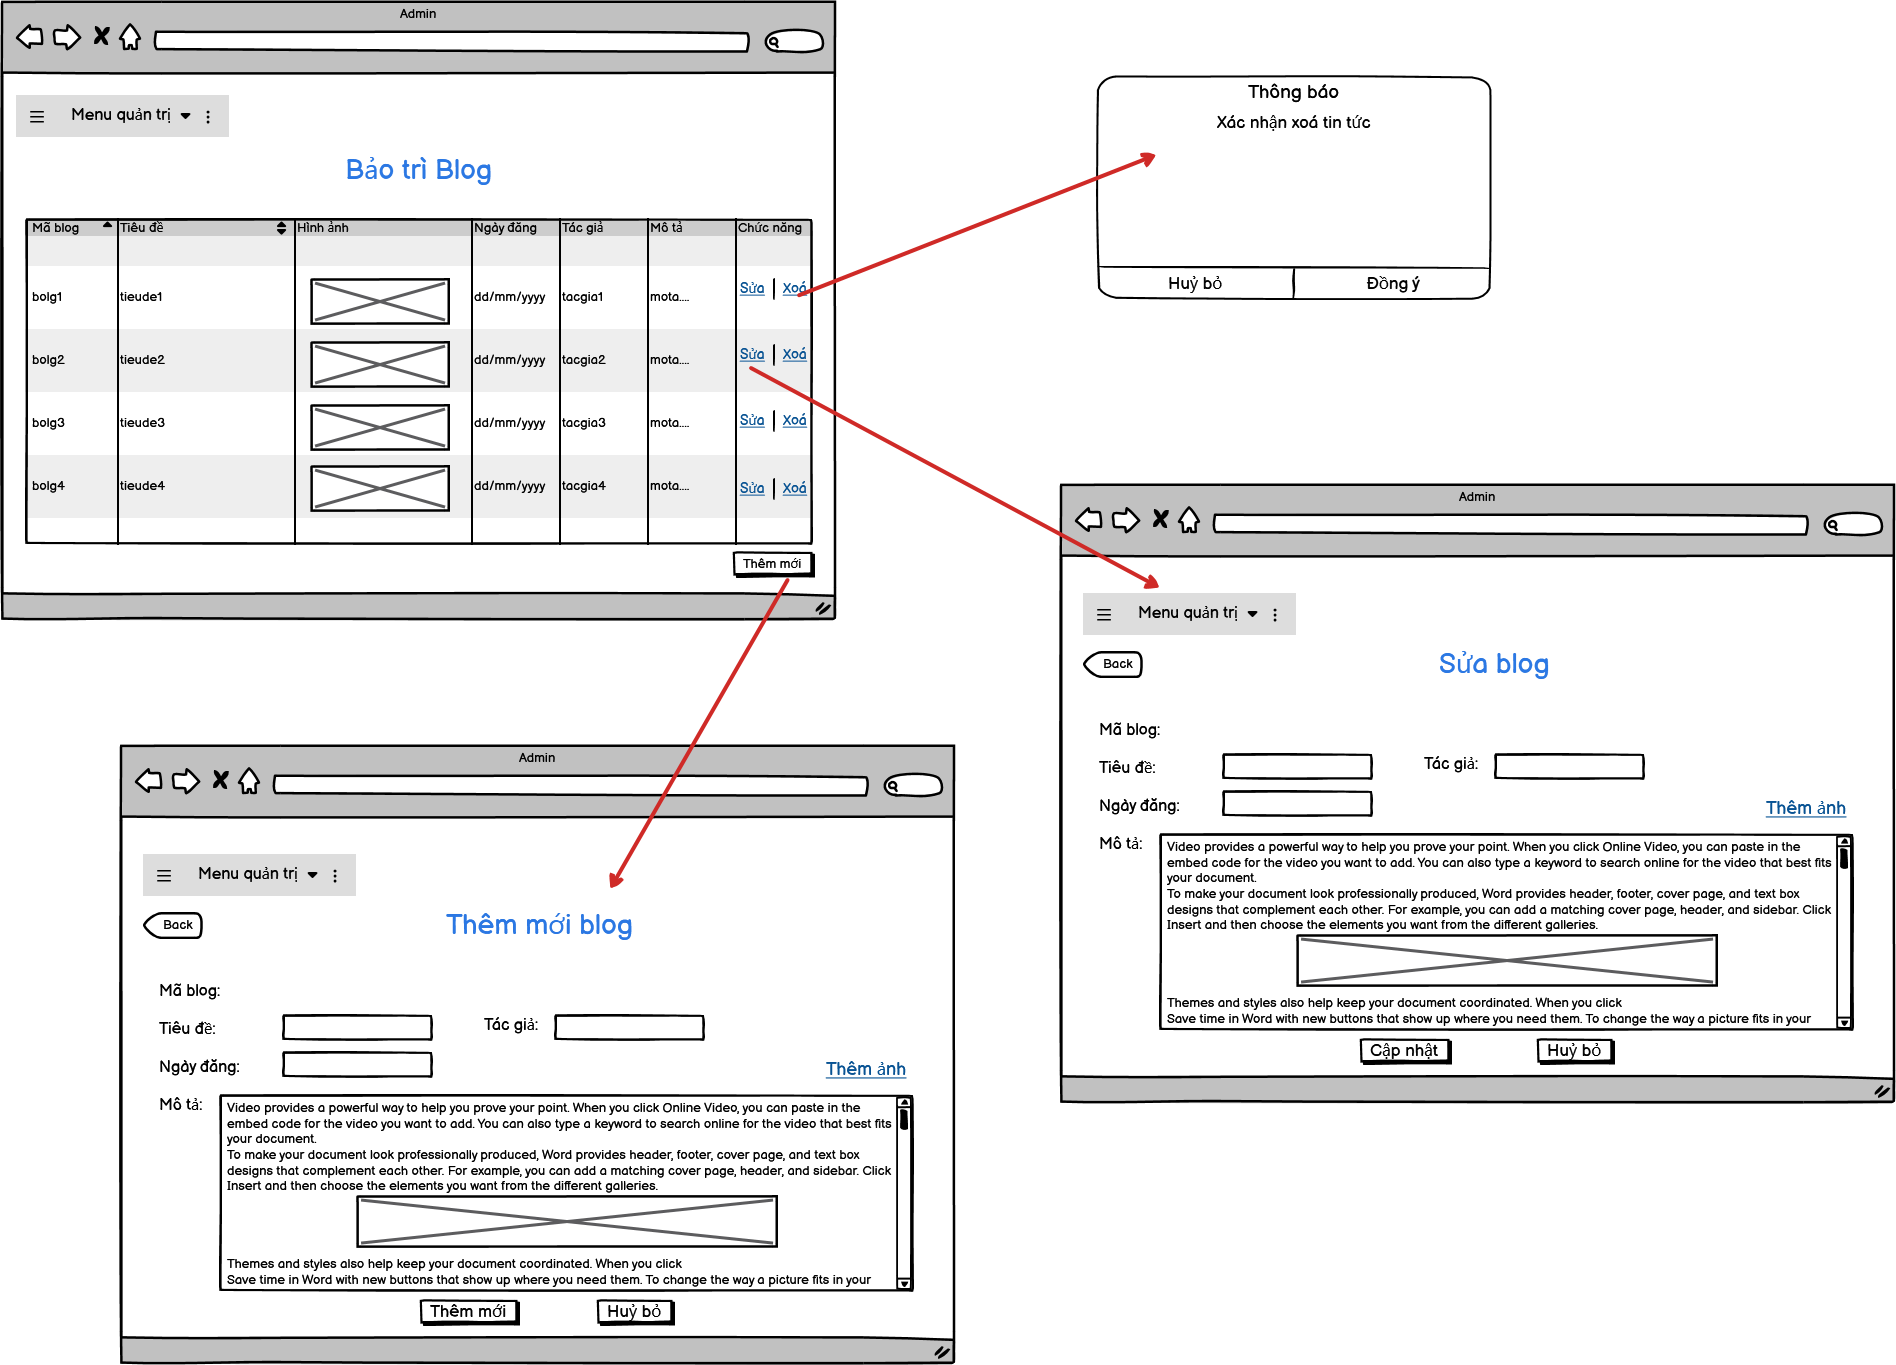 Admin
Menu quản trị
Bảo trì Blog
Mã blog Tiêu đề Hình ảnh Ngày đăng Tác giả Mô tả Chức năng
bolg1 tieude1 dd/mm/yyyy tacgia1 mota.... Sửa | Xoá
bolg2 tieude2 dd/mm/yyyy tacgia2 mota.... Sửa | Xoá
bolg3 tieude3 dd/mm/yyyy tacgia3 mota.... Sửa | Xoá
bolg4 tieude4 dd/mm/yyyy tacgia4 mota.... Sửa | Xoá
Thêm mới
Thông báo
Xác nhận xoá tin tức
Huỷ bỏ Đồng ý
Admin
Menu quản trị
Back
Sửa blog
Mã blog:
Tiêu đề: Tác giả:
Ngày đăng:
Thêm ảnh
Mô tả:
Video provides a powerful way to help you prove your point. When you click Online Video, you can paste in the
embed code for the video you want to add. You can also type a keyword to search online for the video that best fits
your document.
To make your document look professionally produced, Word provides header, footer, cover page, and text box
designs that complement each other. For example, you can add a matching cover page, header, and sidebar. Click
Insert and then choose the elements you want from the different galleries.
Themes and styles also help keep your document coordinated. When you click
Save time in Word with new buttons that show up where you need them. To change the way a picture fits in your
Cập nhật Huỷ bỏ
Admin
Menu quản trị
Back
Thêm mới blog
Mã blog:
Tiêu đề: Tác giả:
Ngày đăng:
Thêm ảnh
Mô tả:
Video provides a powerful way to help you prove your point. When you click Online Video, you can paste in the
embed code for the video you want to add. You can also type a keyword to search online for the video that best fits
your document.
To make your document look professionally produced, Word provides header, footer, cover page, and text box
designs that complement each other. For example, you can add a matching cover page, header, and sidebar. Click
Insert and then choose the elements you want from the different galleries.
Themes and styles also help keep your document coordinated. When you click
Save time in Word with new buttons that show up where you need them. To change the way a picture fits in your
Thêm mới Huỷ bỏ